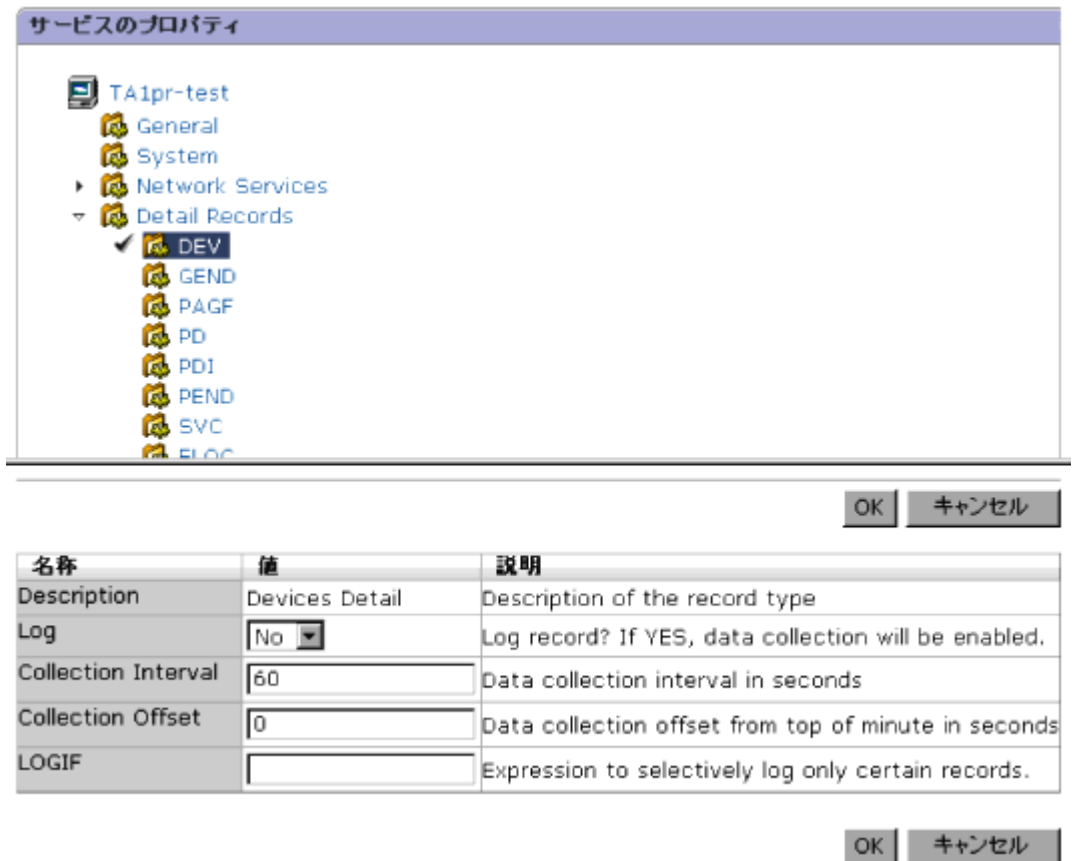 サービスのプロパティ
TA1pr-test
General
System
Network Services
Detail Records
DEV
GEND
PAGF
PD
PDI
PEND
SVC
OK キャンセル
名称 値 説明
Description Devices Detail Description of the record type
Log No Log record? If YES, data collection will be enabled.
Collection Interval 60 Data collection interval in seconds
Collection Offset 0 Data collection offset from top of minute in seconds
LOGIF Expression to selectively log only certain records.
OK キャンセル